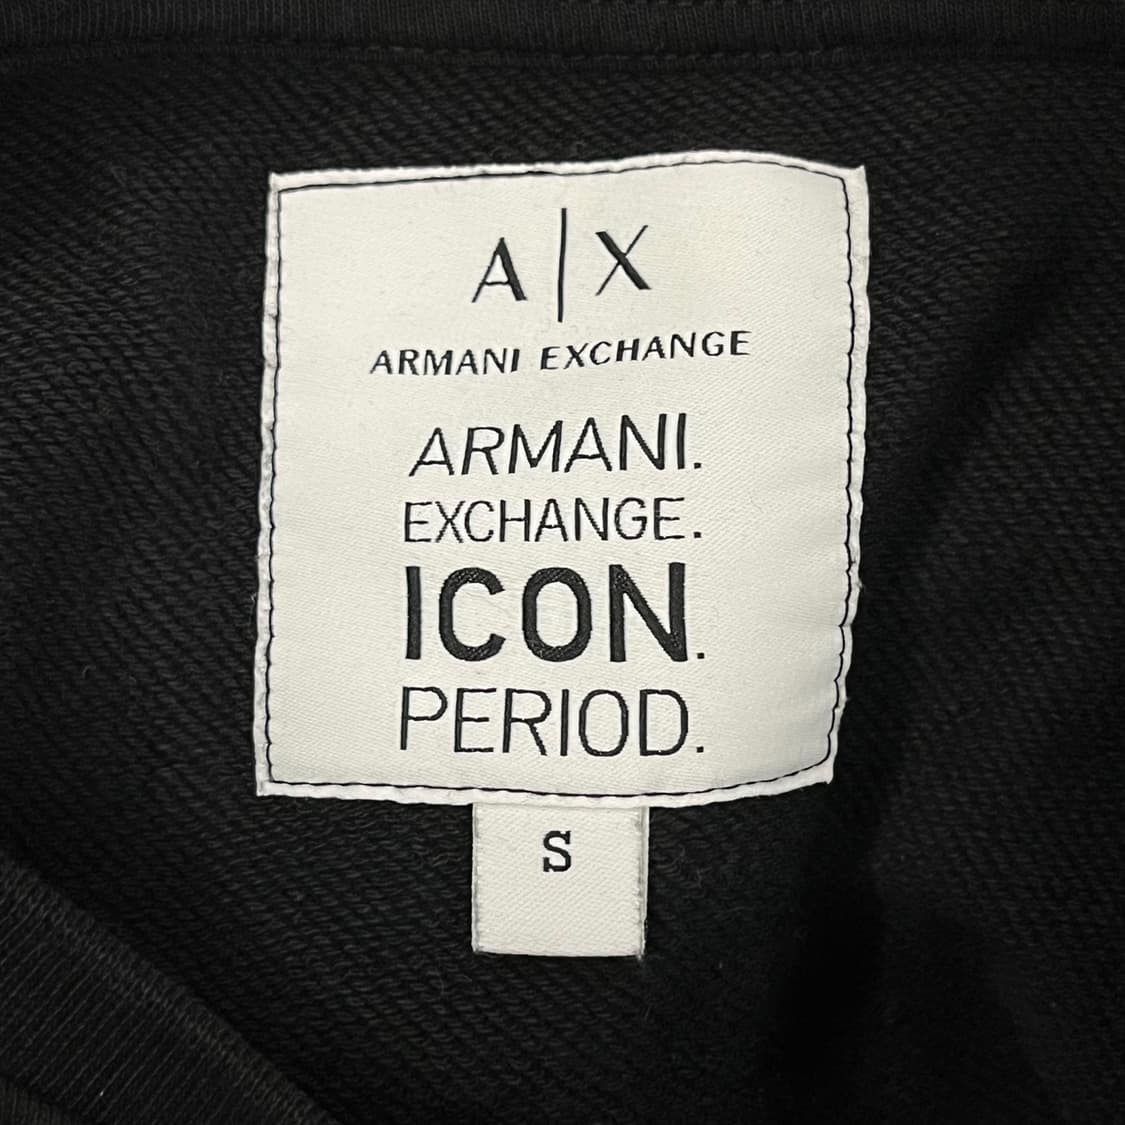 A|X
ARMANI EXCHANGE
ARMANI.
EXCHANGE.
ICON.
PERIOD.
S